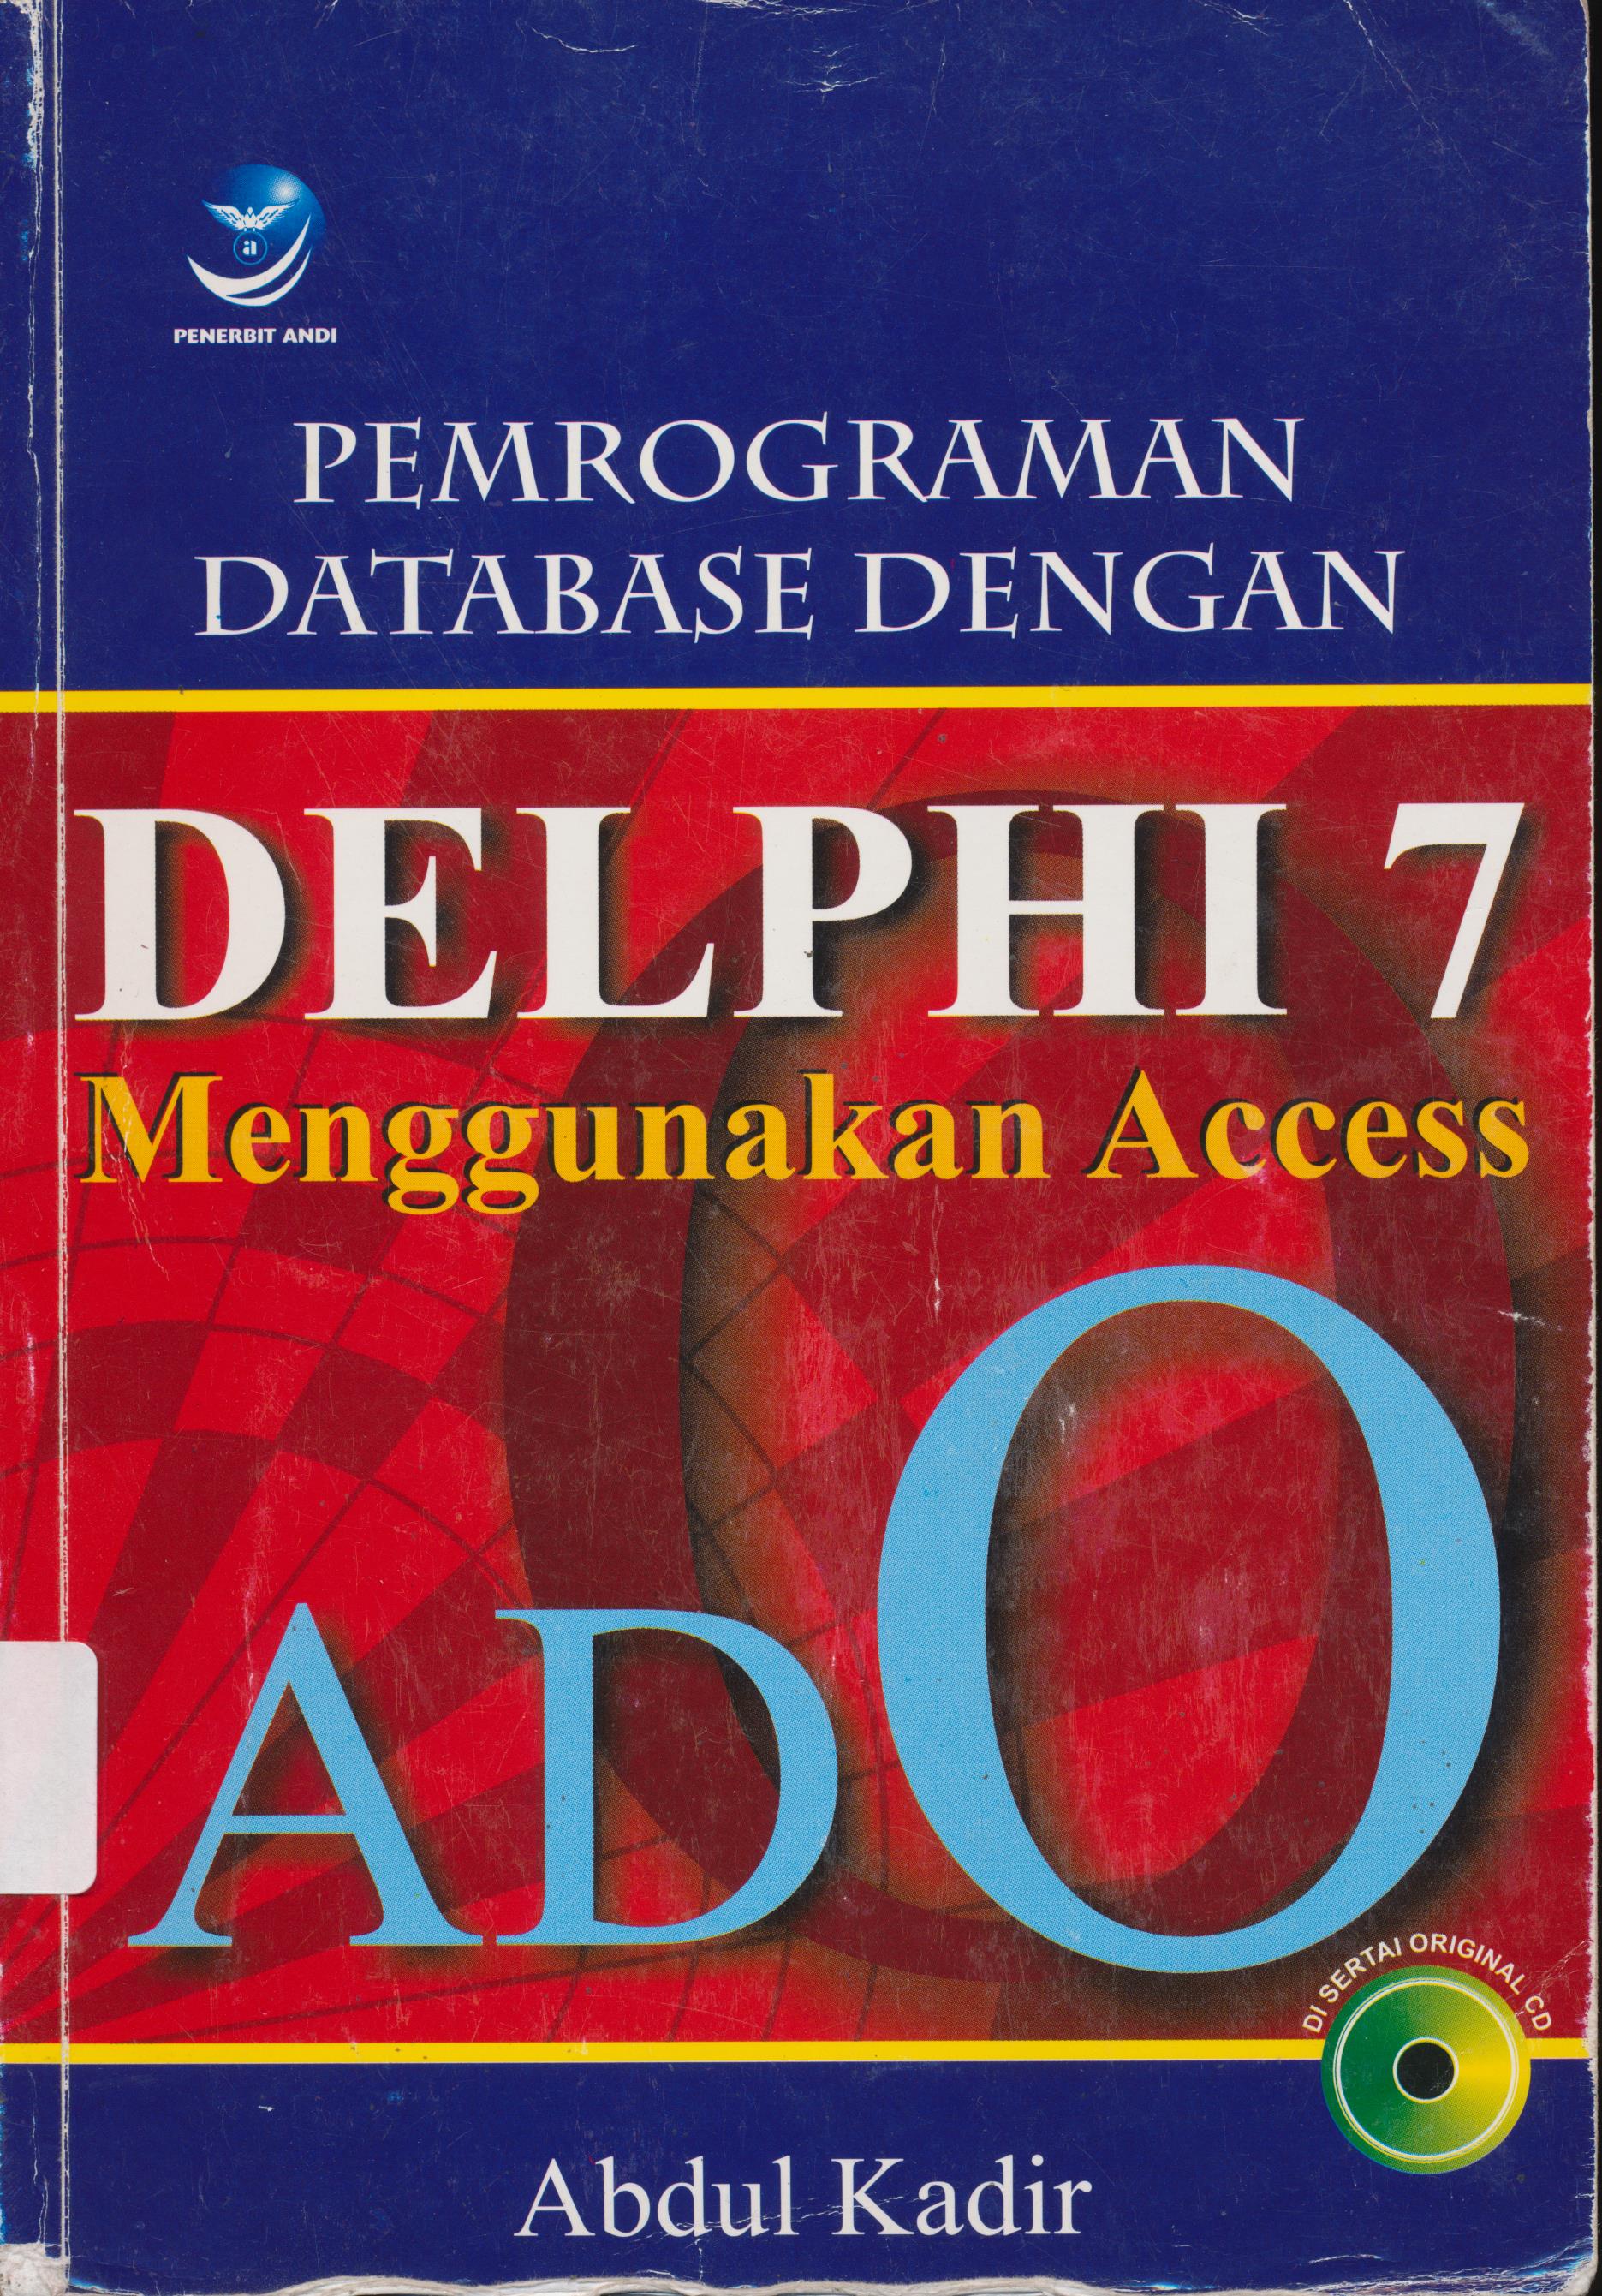 a
PENERBIT ANDI
PEMROGRAMAN
DATABASE DENGAN
DELPHI 7
Menggunakan Access
ADO
DI SERTAI ORIGINAL CD
Abdul Kadir